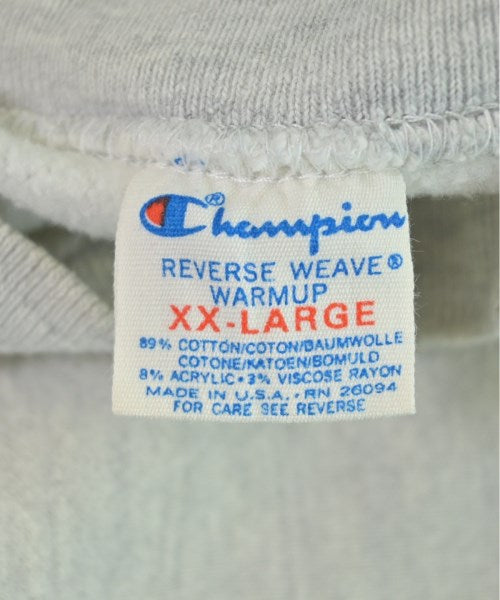 Champion®
REVERSE WEAVE®
WARMUP
XX-LARGE
89% COTTON/COTON/BAUMWOLLE
COTONE/KATOEN/BOMULD
8% ACRYLIC • 3% VISCOSE RAYON
MADE IN U.S.A. • RN 26094
FOR CARE SEE REVERSE